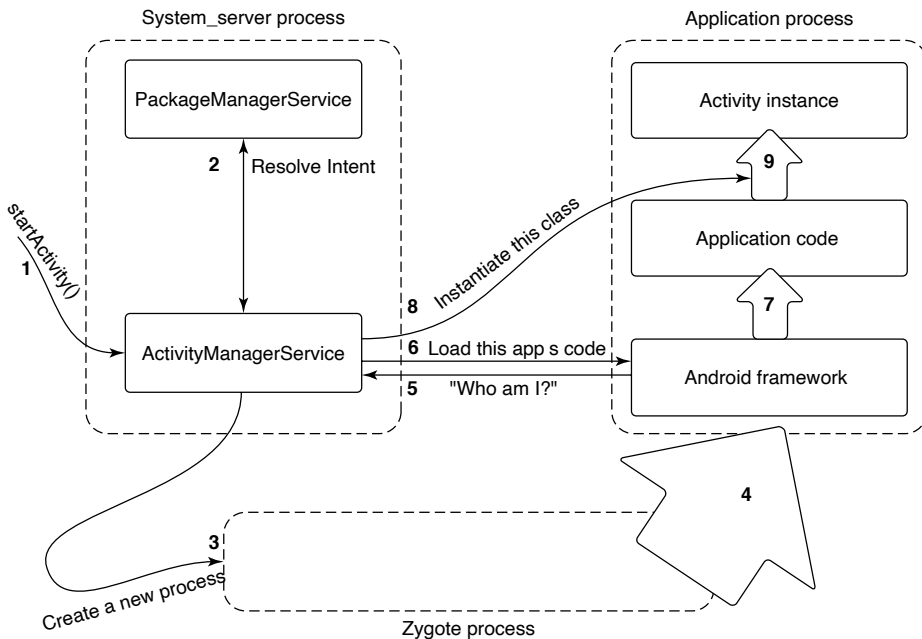 System_server process
Application process
PackageManagerService
Activity instance
2
Resolve Intent
9
startActivity()
1
Instantiate this class
8
Application code
7
ActivityManagerService
6 Load this app s code
5 "Who am I?"
Android framework
4
3
Create a new process
Zygote process